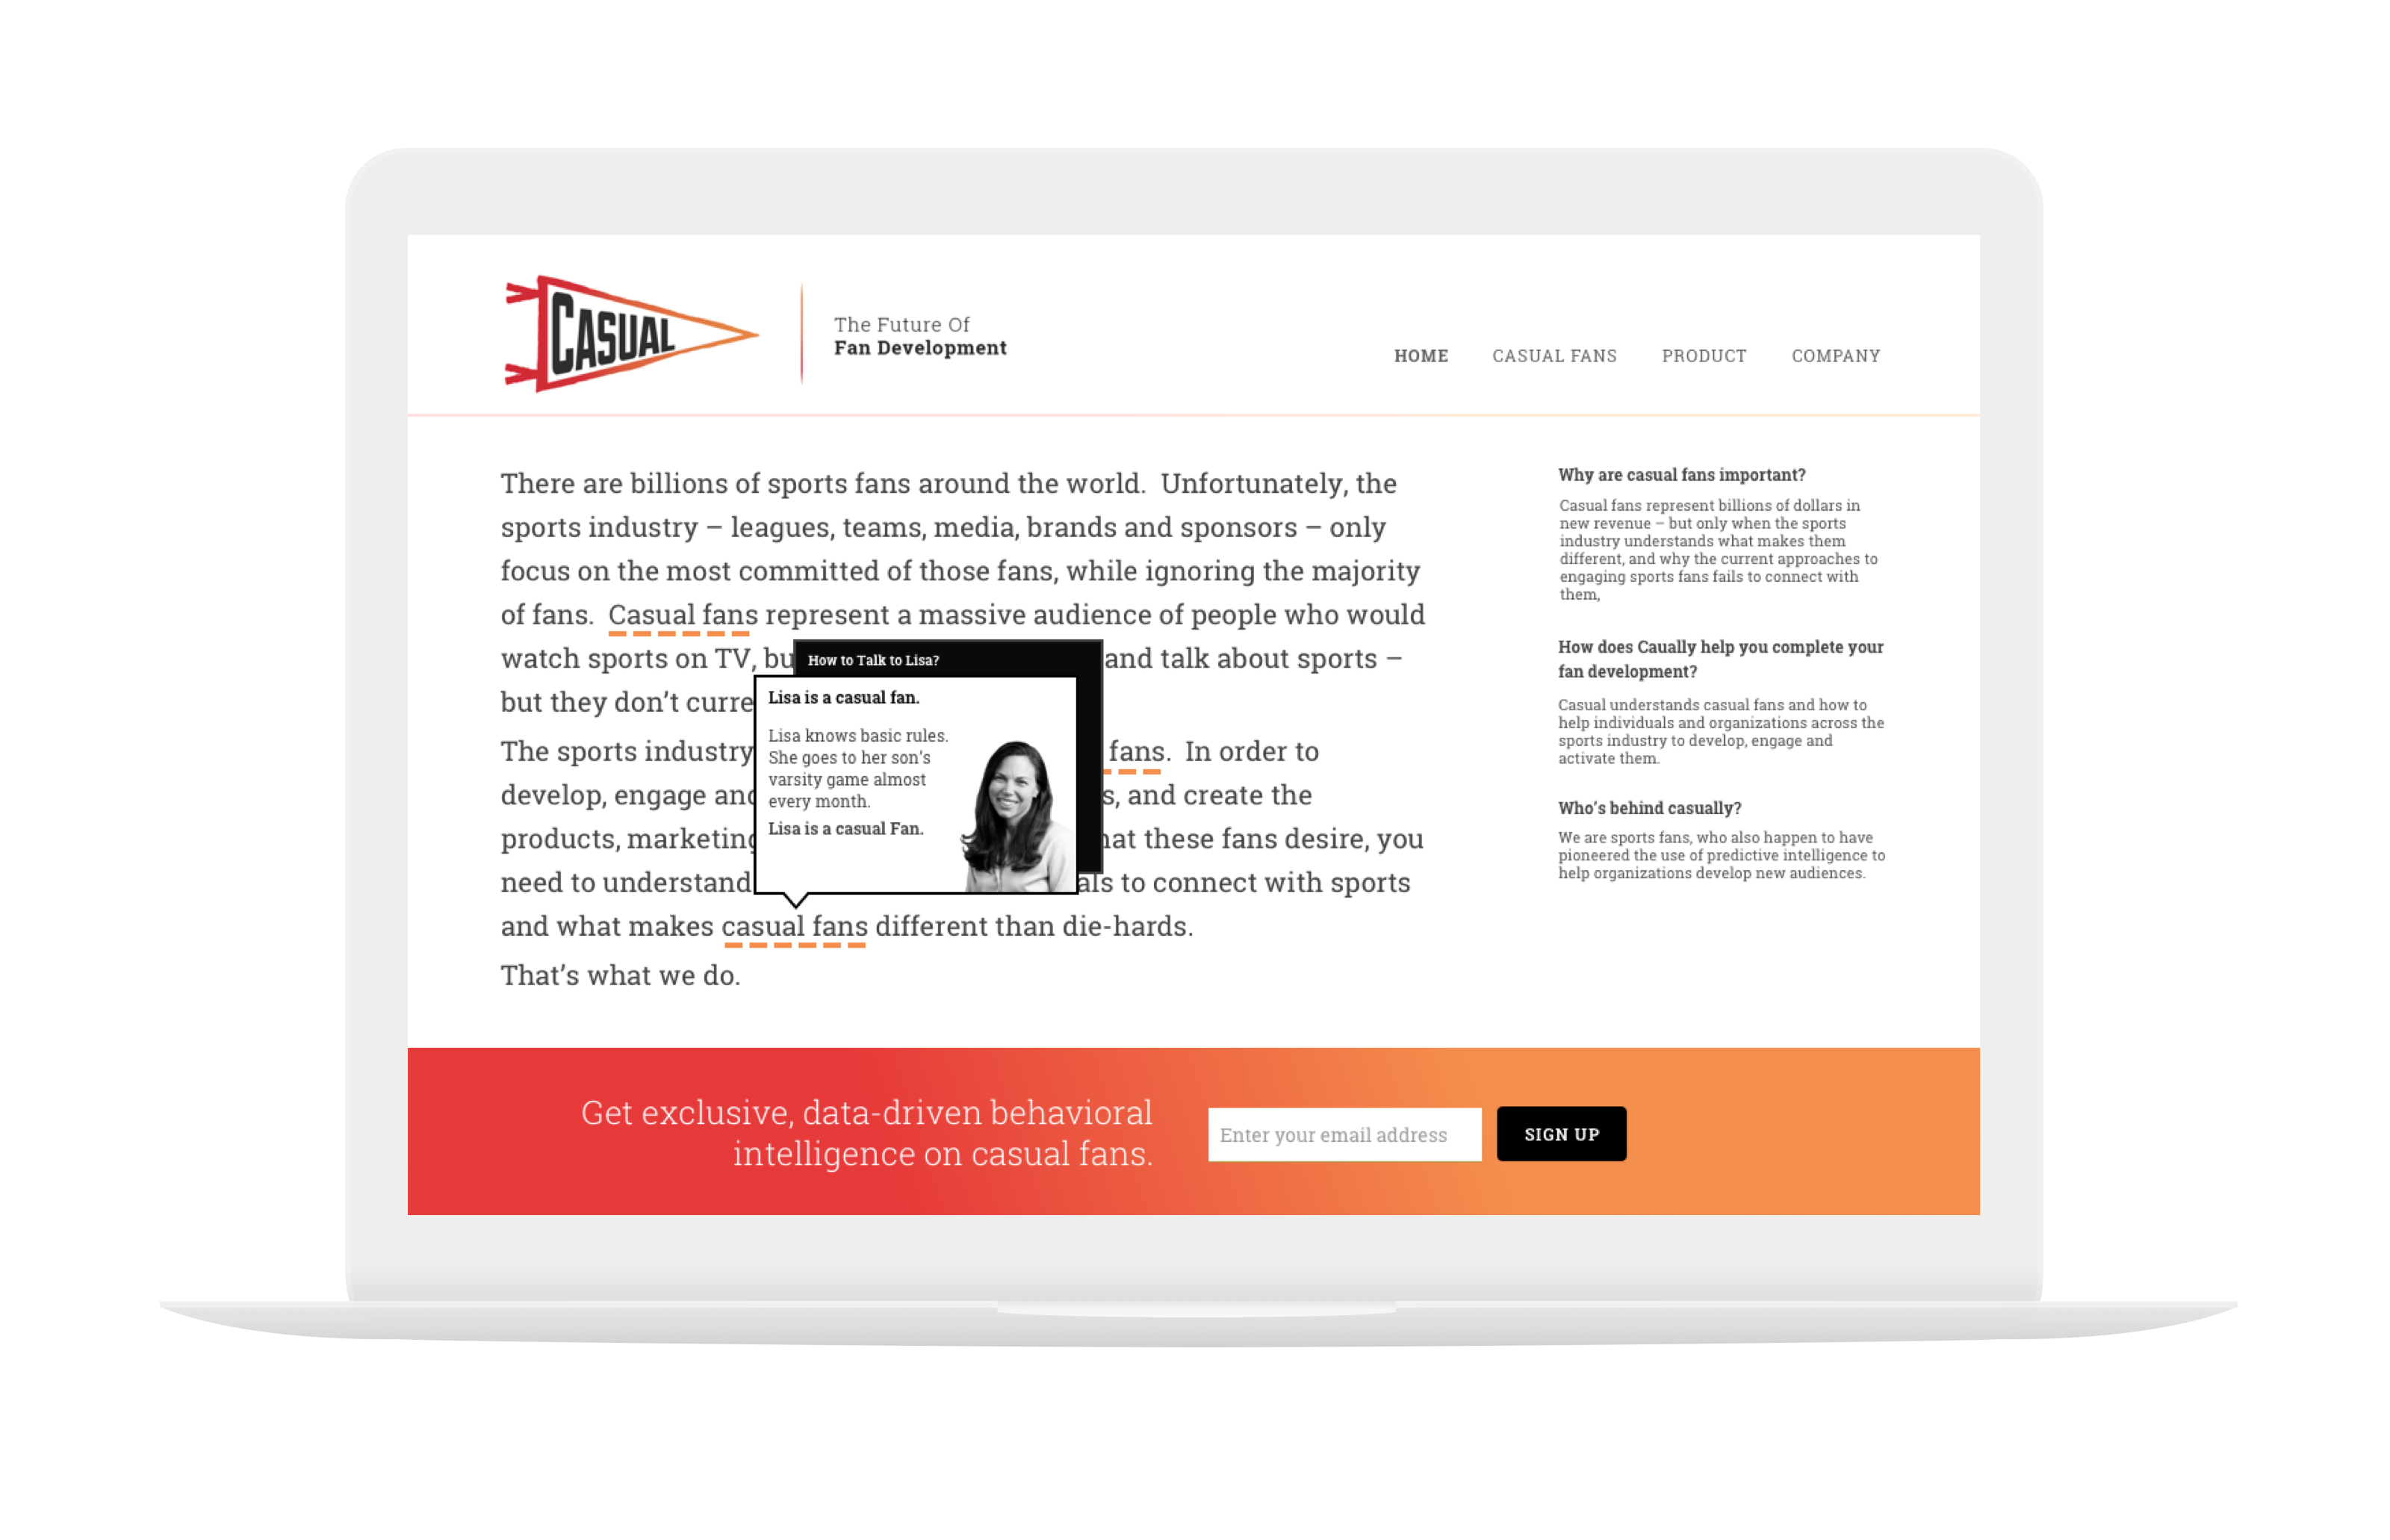 CASUAL
The Future Of
Fan Development
HOME CASUAL FANS PRODUCT COMPANY
There are billions of sports fans around the world. Unfortunately, the
sports industry – leagues, teams, media, brands and sponsors – only
focus on the most committed of those fans, while ignoring the majority
of fans. Casual fans represent a massive audience of people who would
watch sports on TV, and talk about sports –
but they don’t
The sports industry fans. In order to
develop, engage and create the
products, these fans desire, you
need to understand to connect with sports
and what makes casual fans different than die-hards.
That’s what we do.
How to Talk to Lisa?
Lisa is a casual fan.
Lisa knows basic rules.
She goes to her son’s
varsity game almost
every month.
Lisa is a casual Fan.
Why are casual fans important?
Casual fans represent billions of dollars in
new revenue – but only when the sports
industry understands what makes them
different, and why the current approaches to
engaging sports fans fails to connect with
them,
How does Caually help you complete your
fan development?
Casual understands casual fans and how to
help individuals and organizations across the
sports industry to develop, engage and
activate them.
Who’s behind casually?
We are sports fans, who also happen to have
pioneered the use of predictive intelligence to
help organizations develop new audiences.
Get exclusive, data-driven behavioral
intelligence on casual fans.
Enter your email address
SIGN UP